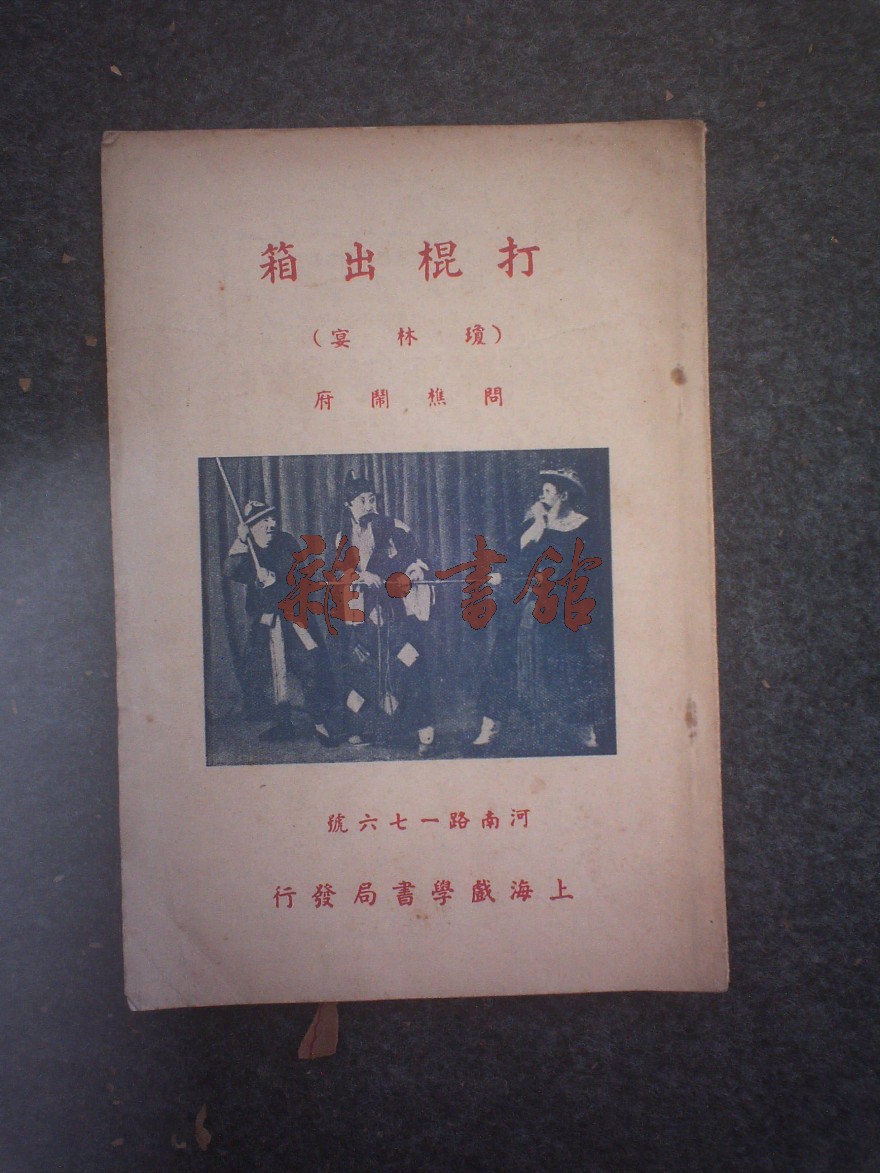 打棍出箱
（瓊林宴）
問樵鬧府
雜·書舘
河南路一七六號
上海戲學書局發行